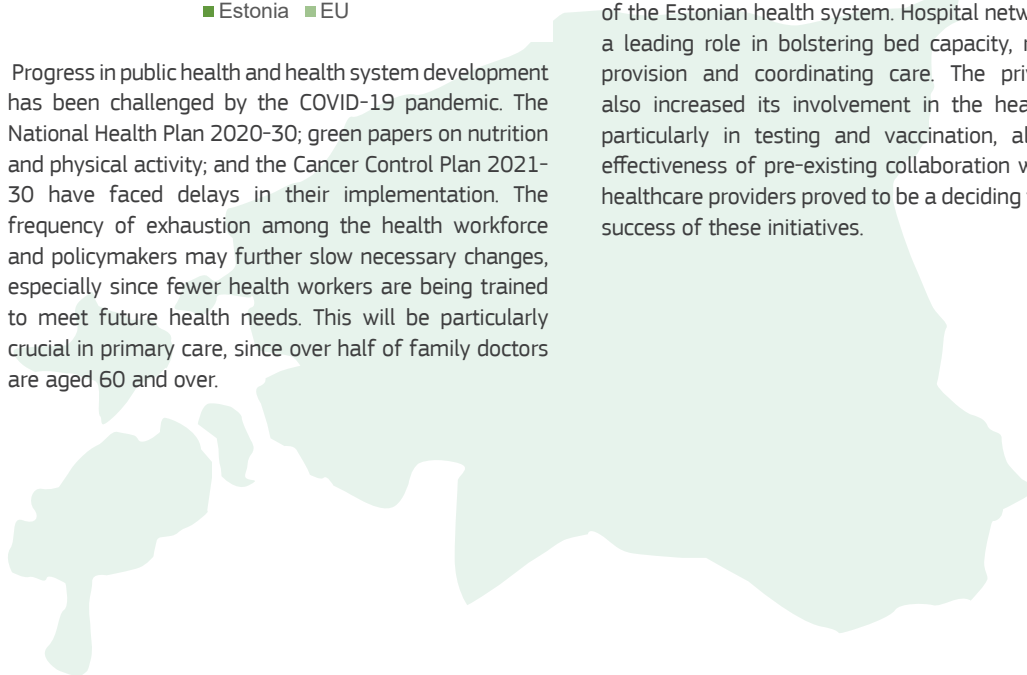 Estonia EU
Progress in public health and health system development
has been challenged by the COVID-19 pandemic. The
National Health Plan 2020-30; green papers on nutrition
and physical activity; and the Cancer Control Plan 2021-
30 have faced delays in their implementation. The
frequency of exhaustion among the health workforce
and policymakers may further slow necessary changes,
especially since fewer health workers are being trained
to meet future health needs. This will be particularly
crucial in primary care, since over half of family doctors
are aged 60 and over.
of the Estonian health system. Hospital
a leading role in bolstering bed capacity,
provision and coordinating care. The
also increased its involvement in the
particularly in testing and vaccination,
effectiveness of pre-existing collaboration
healthcare providers proved to be a deciding
success of these initiatives.